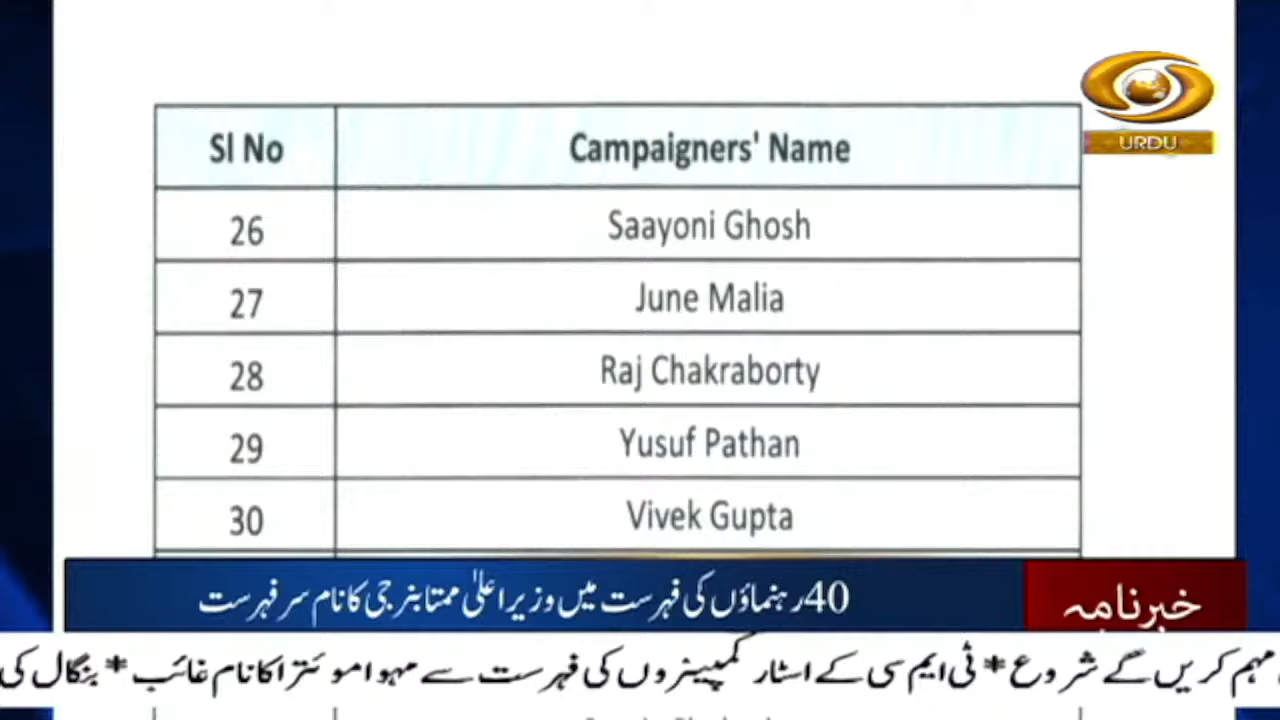 URDU
Sl No Campaigners' Name
26 Saayoni Ghosh
27 June Malia
28 Raj Chakraborty
29 Yusuf Pathan
30 Vivek Gupta
40رہنماؤں کی فہرست میں وزیراعلیٰ ممتا بنرجی کا نام سرفہرست
خبرنامہ
مہم کریں گے شروع * ٹی ایم سی کے اسٹار کمپینروں کی فہرست سے مہوا موئترا کا نام غائب * بنگال کی